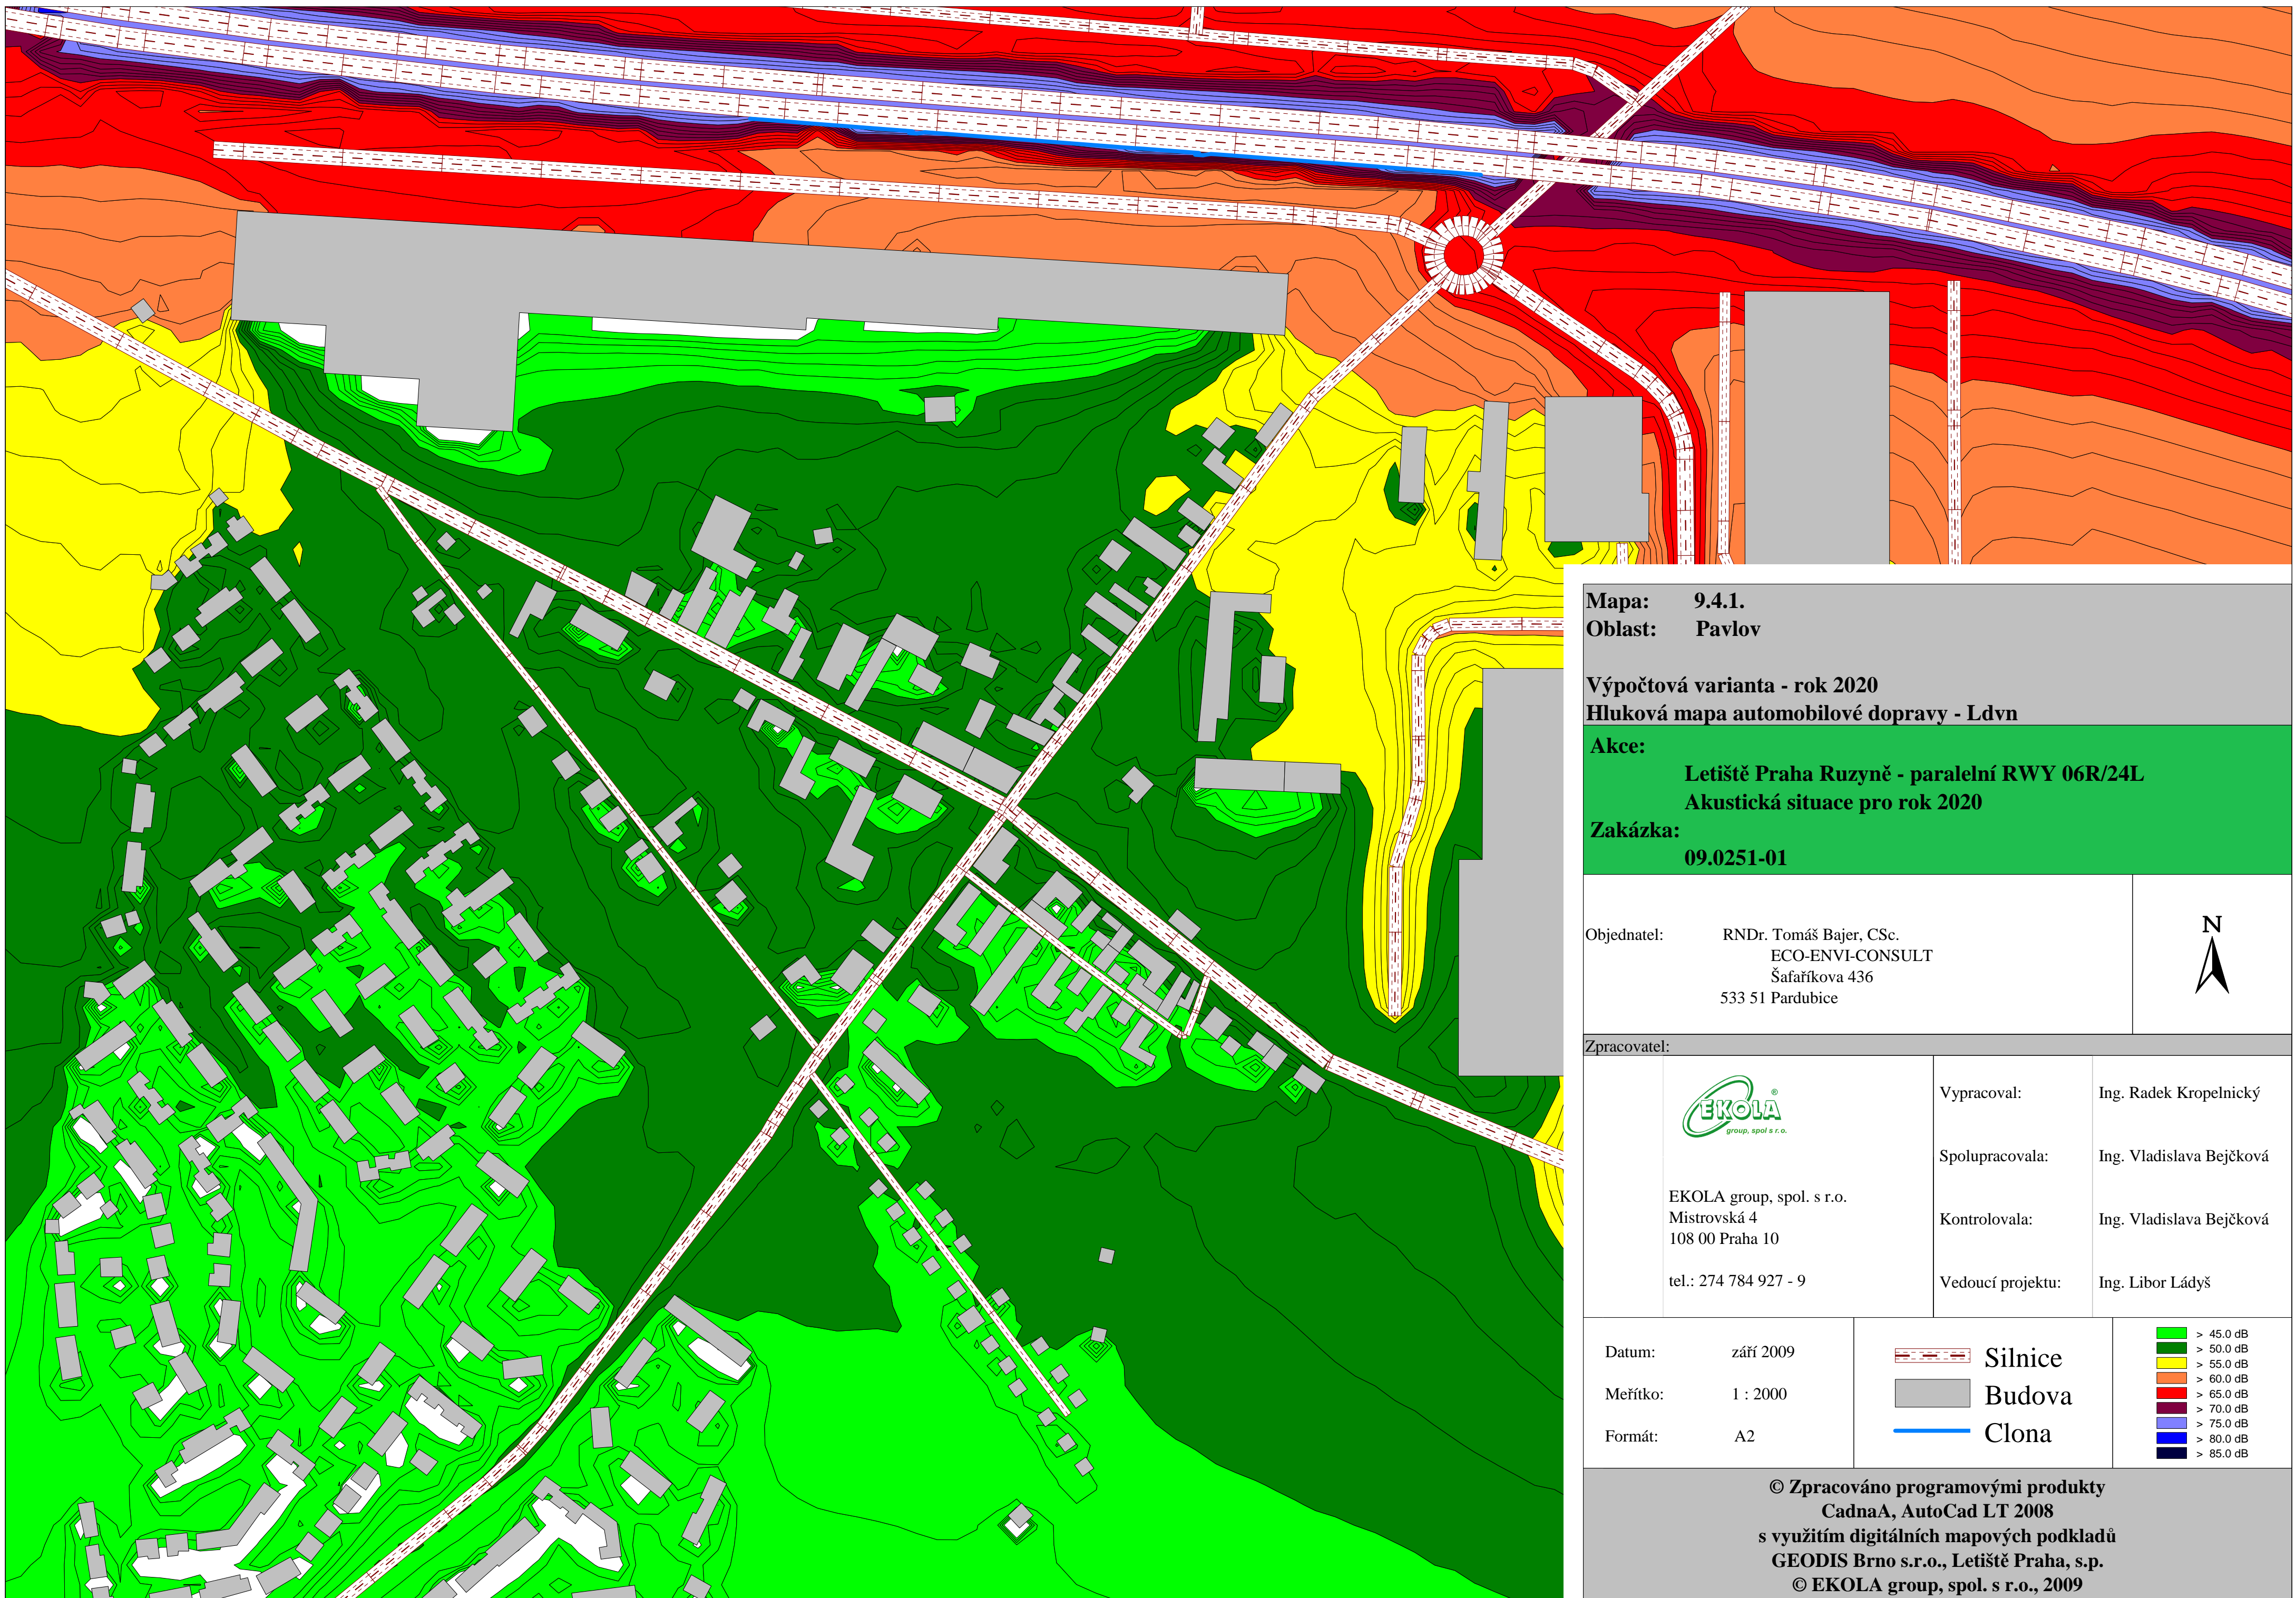 Mapa: 9.4.1.
Oblast: Pavlov
Výpočtová varianta - rok 2020
Hluková mapa automobilové dopravy - Ldvn
Akce:
Letiště Praha Ruzyně - paralelní RWY 06R/24L
Akustická situace pro rok 2020
Zakázka:
09.0251-01
Objednatel: RNDr. Tomáš Bajer, CSc.
ECO-ENVI-CONSULT
Šafaříkova 436
533 51 Pardubice
N
Zpracovatel:
EKOLA ®
group, spol s r.o.
EKOLA group, spol. s r.o.
Mistrovská 4
108 00 Praha 10
tel.: 274 784 927 - 9
Vypracoval: Ing. Radek Kropelnický
Spolupracovala: Ing. Vladislava Bejčková
Kontrolovala: Ing. Vladislava Bejčková
Vedoucí projektu: Ing. Libor Ládyš
Datum: září 2009
Meřítko: 1 : 2000
Formát: A2
Silnice
Budova
Clona
> 45.0 dB
> 50.0 dB
> 55.0 dB
> 60.0 dB
> 65.0 dB
> 70.0 dB
> 75.0 dB
> 80.0 dB
> 85.0 dB
© Zpracováno programovými produkty
CadnaA, AutoCad LT 2008
s využitím digitálních mapových podkladů
GEODIS Brno s.r.o., Letiště Praha, s.p.
© EKOLA group, spol. s r.o., 2009